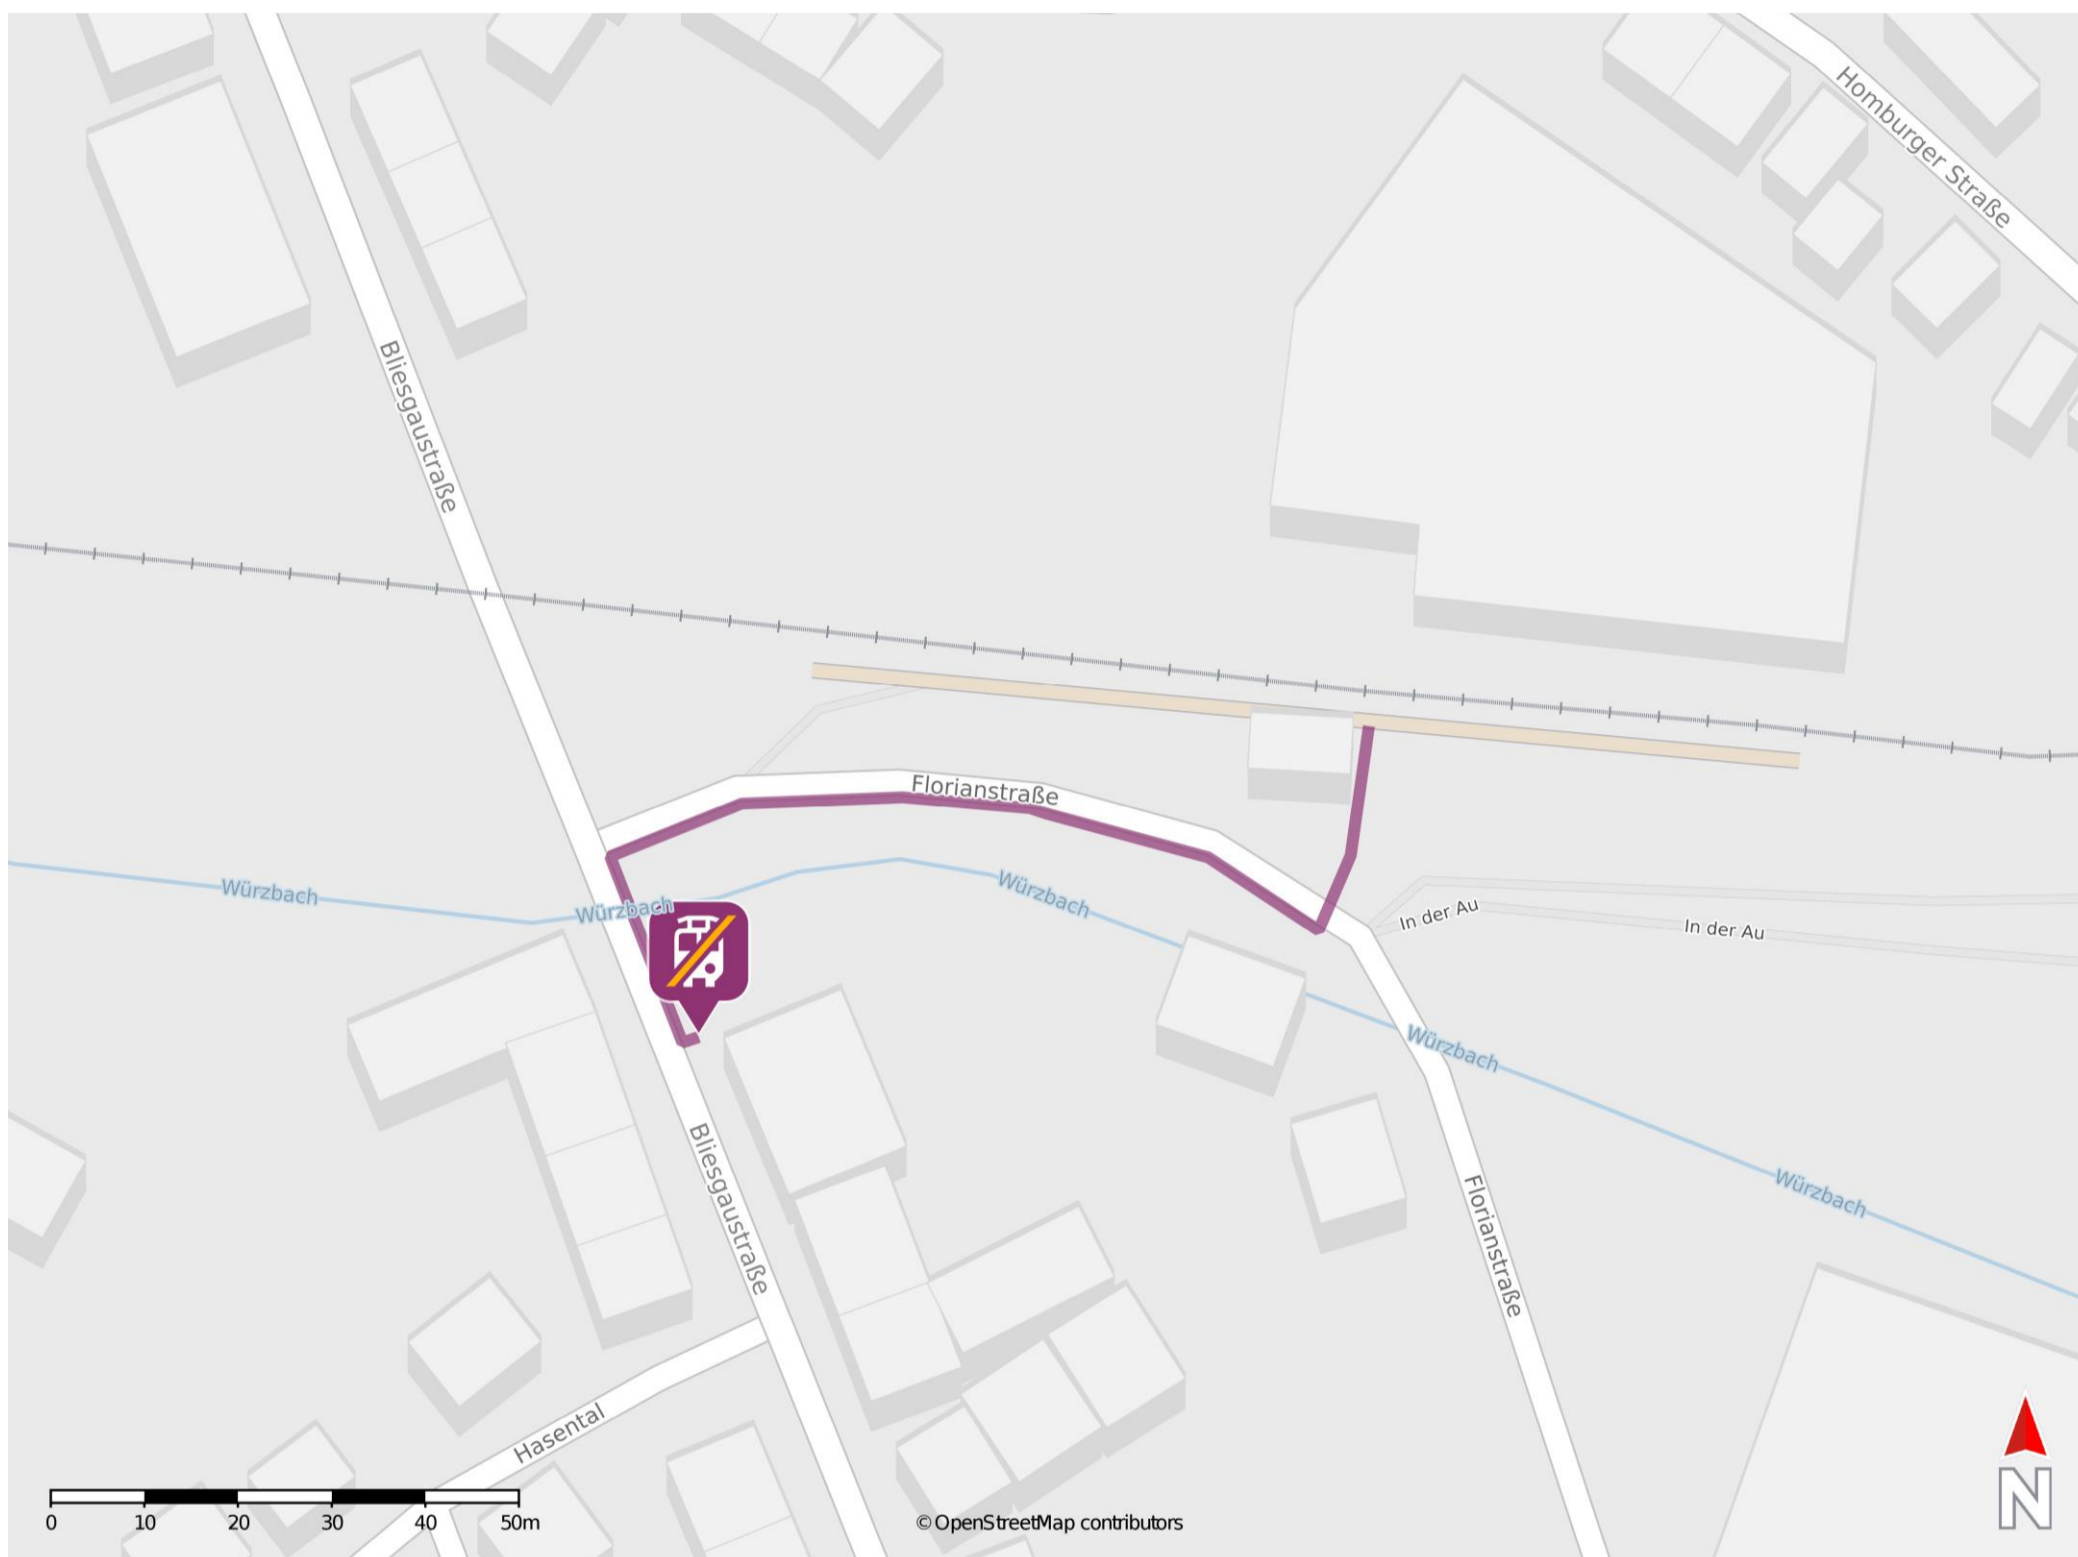 Homburger Straße
Bliesgaustraße
Florianstraße
Würzbach
Würzbach
Würzbach
In der Au
In der Au
Würzbach
Bliesgaustraße
Florianstraße
Würzbach
Hasental
0 10 20 30 40 50m
© OpenStreetMap contributors
N